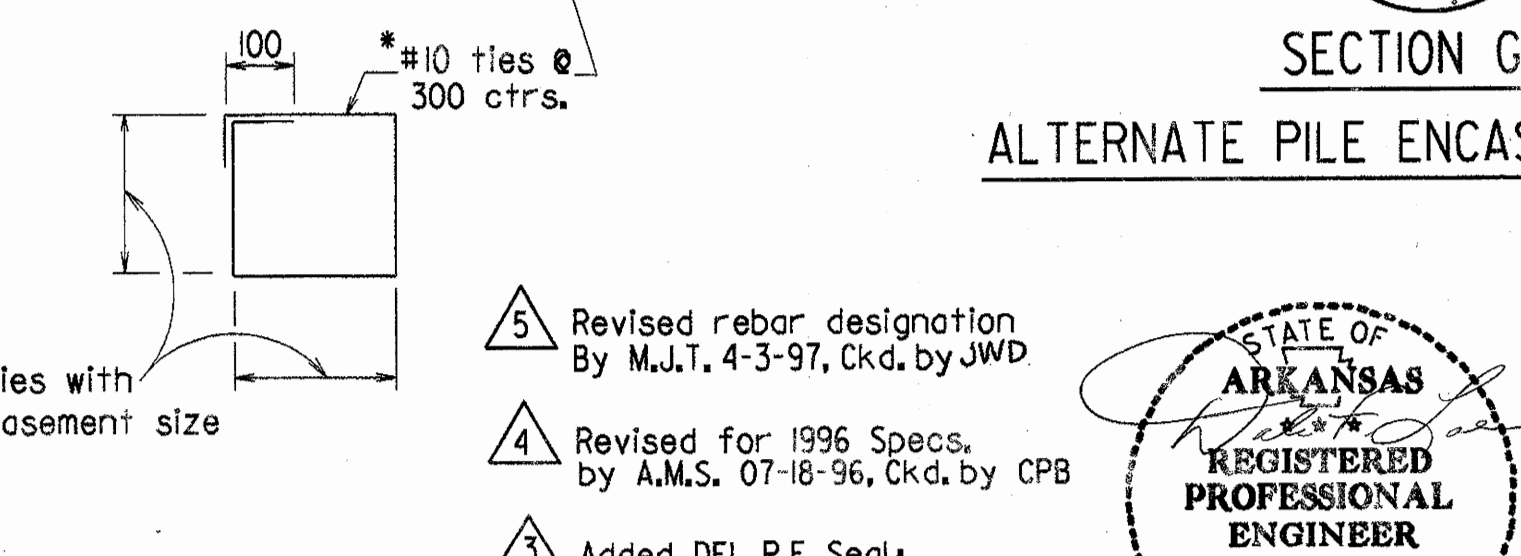 100
*#10 ties @
300 ctrs.
SECTION G
ALTERNATE PILE ENCAS
ies with
asement size
5 Revised rebar designation
By M.J.T. 4-3-97, Ckd. by JWD
4 Revised for 1996 Specs.
by A.M.S. 07-18-96, Ckd. by CPB
3 Added DFL P.E. Seal;
STATE OF
ARKANSAS
REGISTERED
PROFESSIONAL
ENGINEER